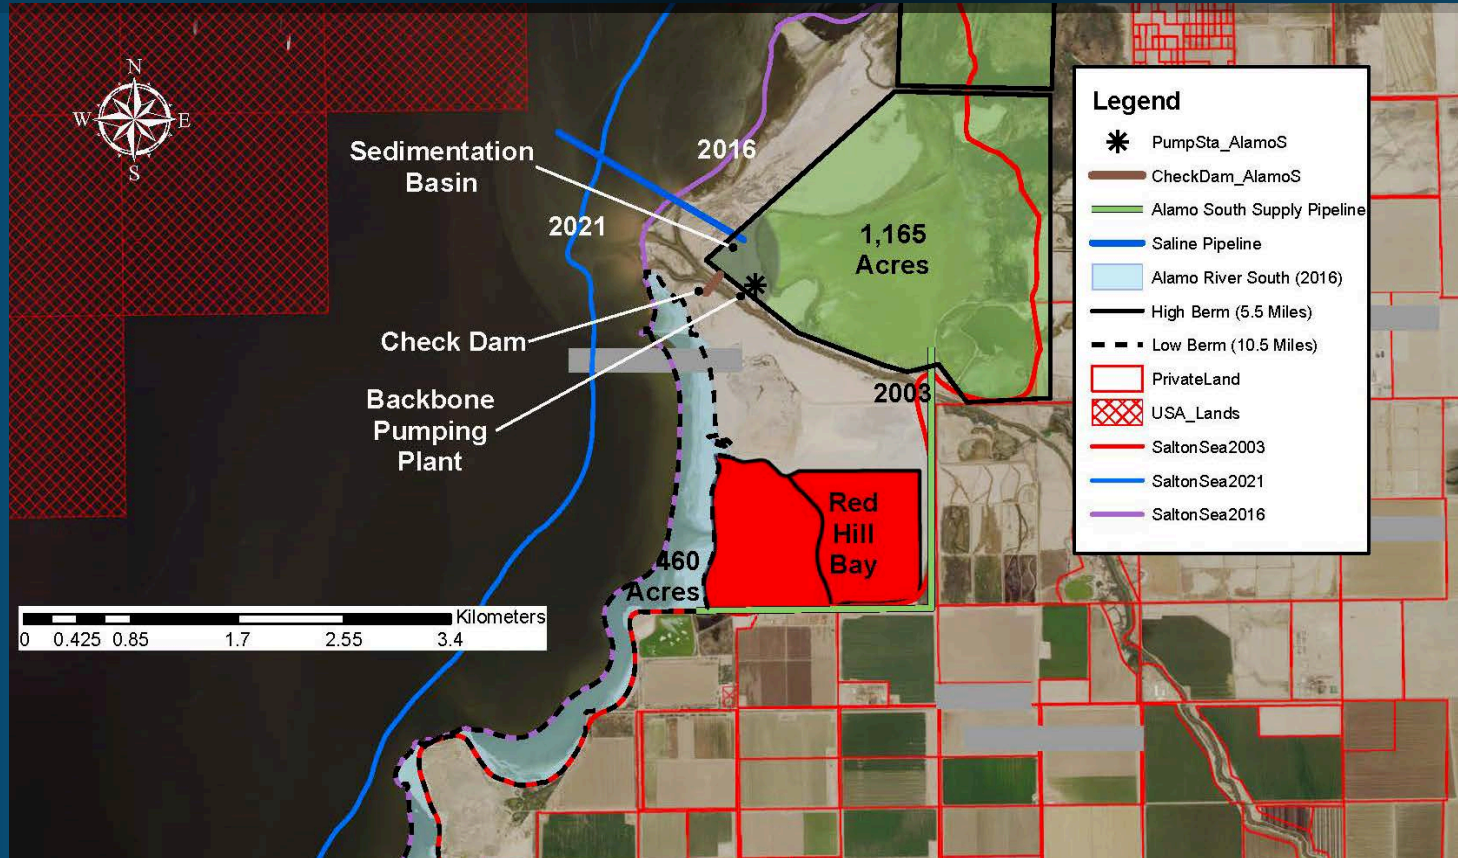 N
W
E
S
Sedimentation
Basin
2016
2021
1,165
Acres
Check Dam
2003
Backbone
Pumping
Plant
Red
Hill
Bay
460
Acres
Kilometers
0 0.425 0.85 1.7 2.55 3.4
Legend
PumpSta_AlamoS
CheckDam_AlamoS
Alamo South Supply Pipeline
Saline Pipeline
Alamo River South (2016)
High Berm (5.5 Miles)
Low Berm (10.5 Miles)
PrivateLand
USA_Lands
SaltonSea2003
SaltonSea2021
SaltonSea2016